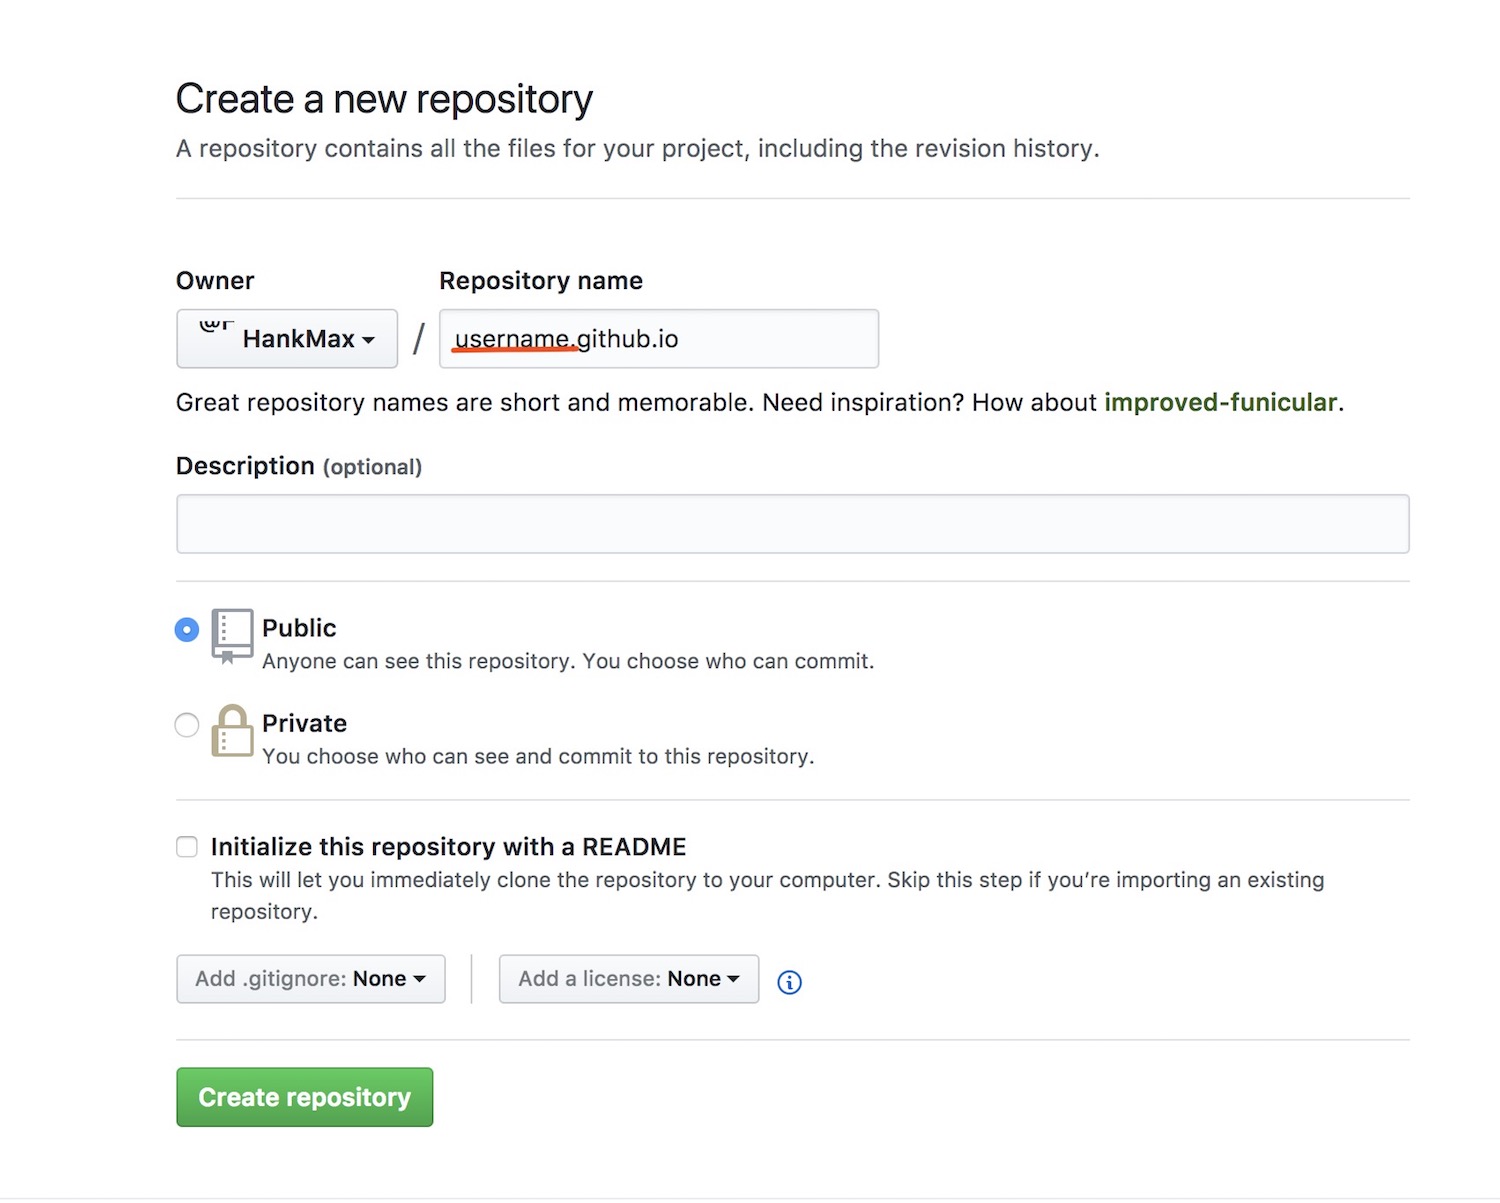 Create a new repository
A repository contains all the files for your project, including the revision history.
Owner
Repository name
HankMax / username.github.io
Great repository names are short and memorable. Need inspiration? How about improved-funicular.
Description (optional)
Public
Anyone can see this repository. You choose who can commit.
Private
You choose who can see and commit to this repository.
Initialize this repository with a README
This will let you immediately clone the repository to your computer. Skip this step if you’re importing an existing
repository.
Add .gitignore: None
Add a license: None
Create repository